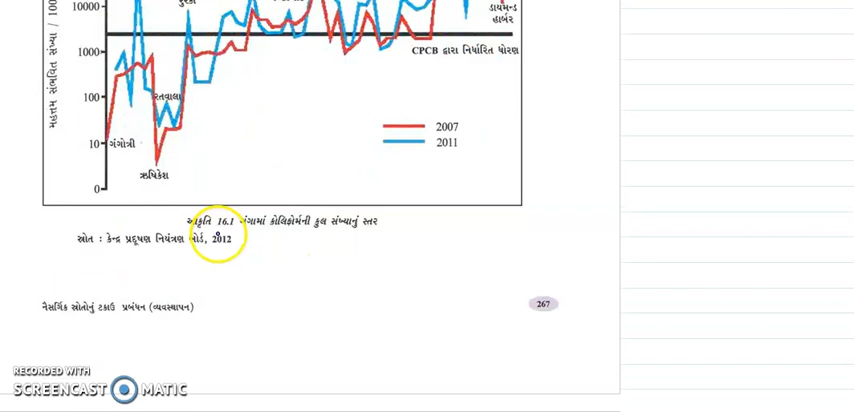 ડાયમન્ડ
10000
હાર્બર
1000
CPCB દ્વારા નિર્ધારિત ધોરણ
મહત્તમ સંભવિત સંખ્યા / 100
100
રતવાલા
2007
10
ગંગોત્રી
2011
ઋષિકેશ
0
આકૃતિ 16.1 ગંગામાં કોલિફોર્મની કુલ સંખ્યાનું સ્તર
સ્રોત : કેન્દ્ર પ્રદૂષણ નિયંત્રણ બોર્ડ, 2012
નૈસર્ગિક સ્રોતોનું ટકાઉ પ્રબંધન (વ્યવસ્થાપન)
267
RECORDED WITH
SCREENCAST MATIC